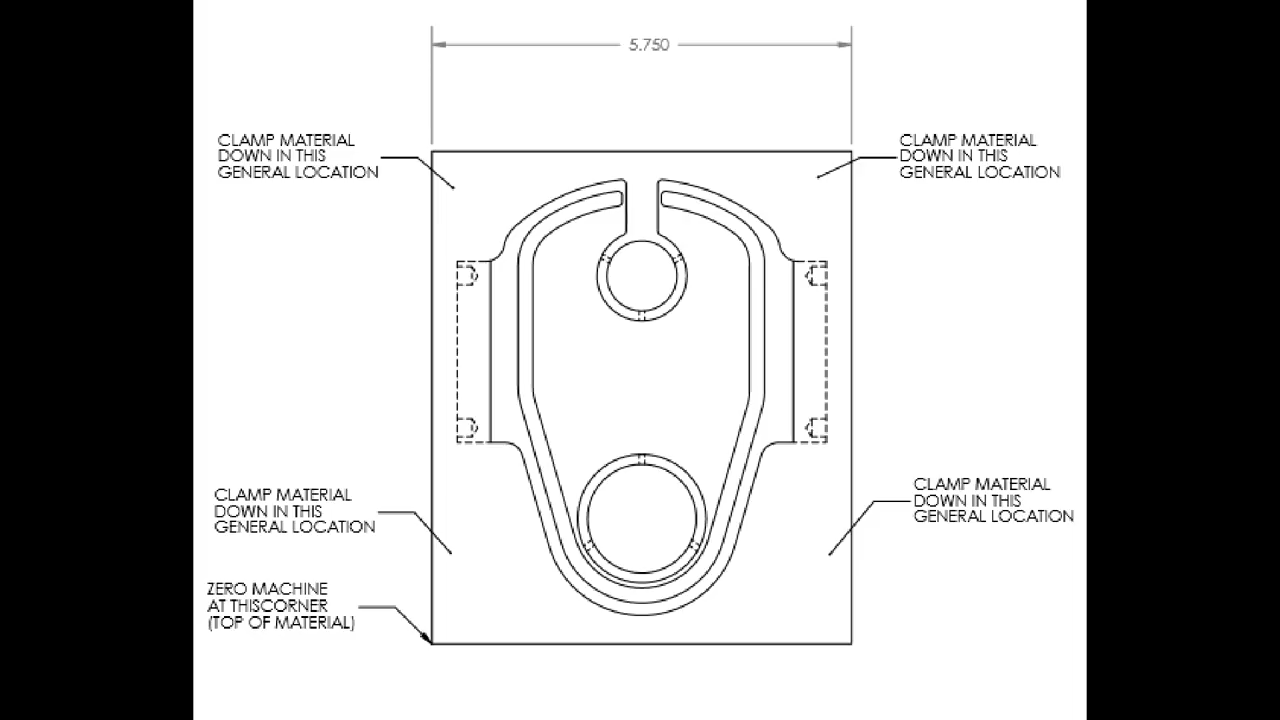 5.750
CLAMP MATERIAL
DOWN IN THIS
GENERAL LOCATION
CLAMP MATERIAL
DOWN IN THIS
GENERAL LOCATION
CLAMP MATERIAL
DOWN IN THIS
GENERAL LOCATION
CLAMP MATERIAL
DOWN IN THIS
GENERAL LOCATION
ZERO MACHINE
AT THISCORNER
(TOP OF MATERIAL)